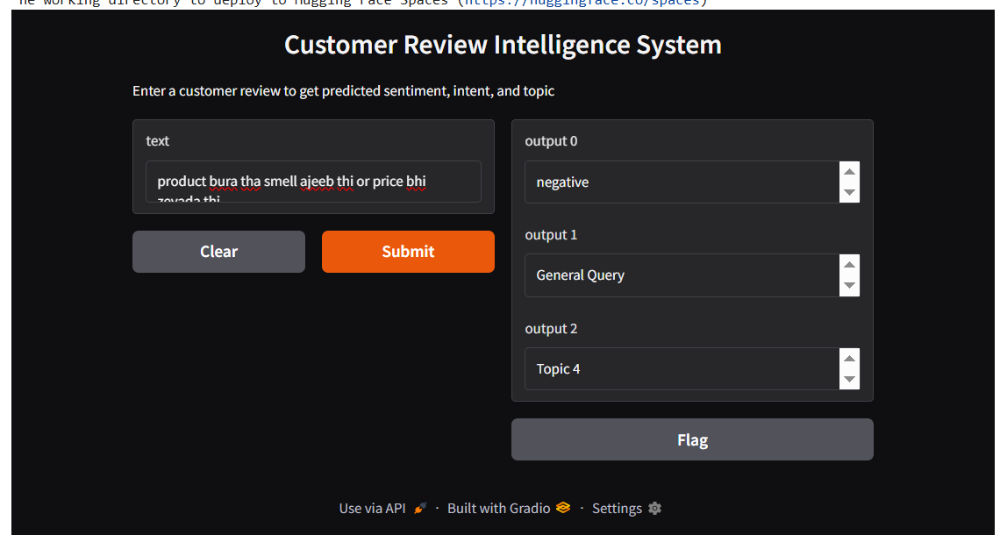 he working directory to deploy to Hugging Face Spaces (https://huggingface.co/spaces)
Customer Review Intelligence System
Enter a customer review to get predicted sentiment, intent, and topic
text
product bura tha smell ajeeb thi or price bhi
zeyada thi
Clear
Submit
output 0
negative
output 1
General Query
output 2
Topic 4
Flag
Use via API · Built with Gradio · Settings